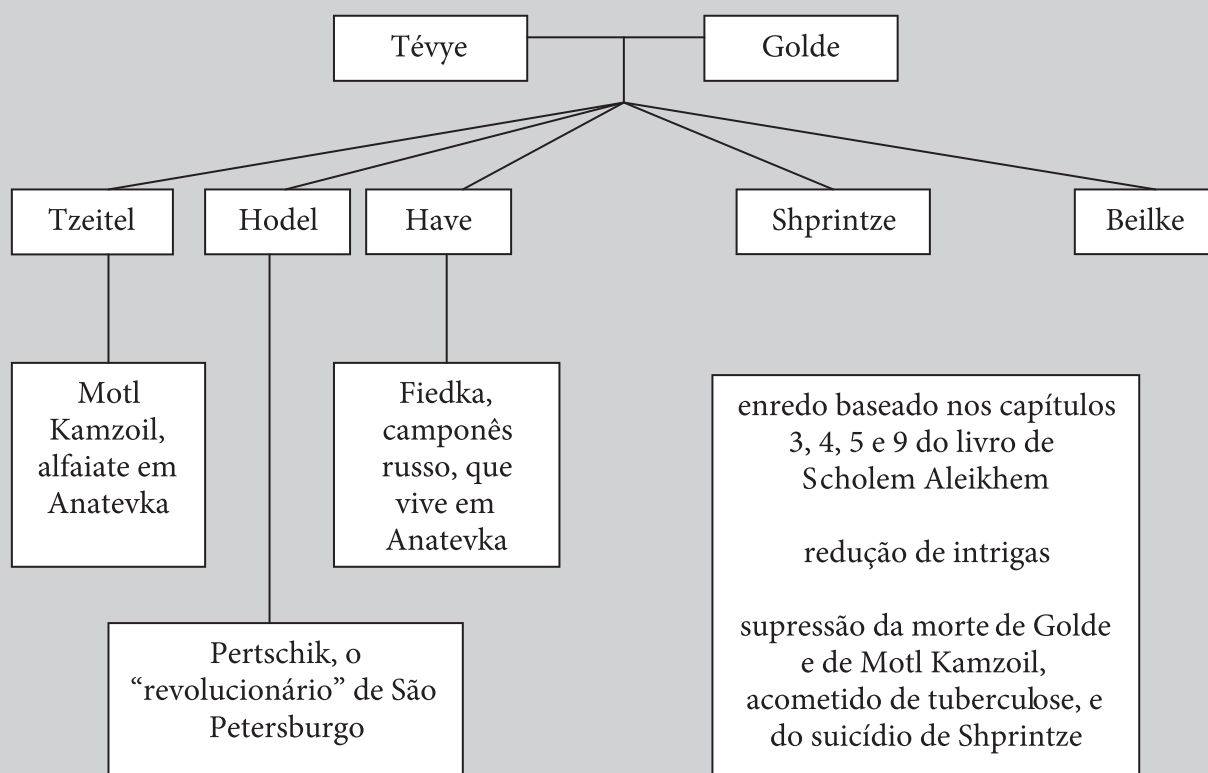 Tévye
Golde
Tzeitel
Hodel
Have
Shprintze
Beilke
Motl
Kamzoil,
alfaiate em
Anatevka
Fiedka,
camponês
russo, que
vive em
Anatevka
Pertschik, o
“revolucionário” de São
Petersburgo
enredo baseado nos capítulos
3, 4, 5 e 9 do livro de
Scholem Aleikhem
redução de intrigas
supressão da morte de Golde
e de Motl Kamzoil,
acometido de tuberculose, e
do suicídio de Shprintze